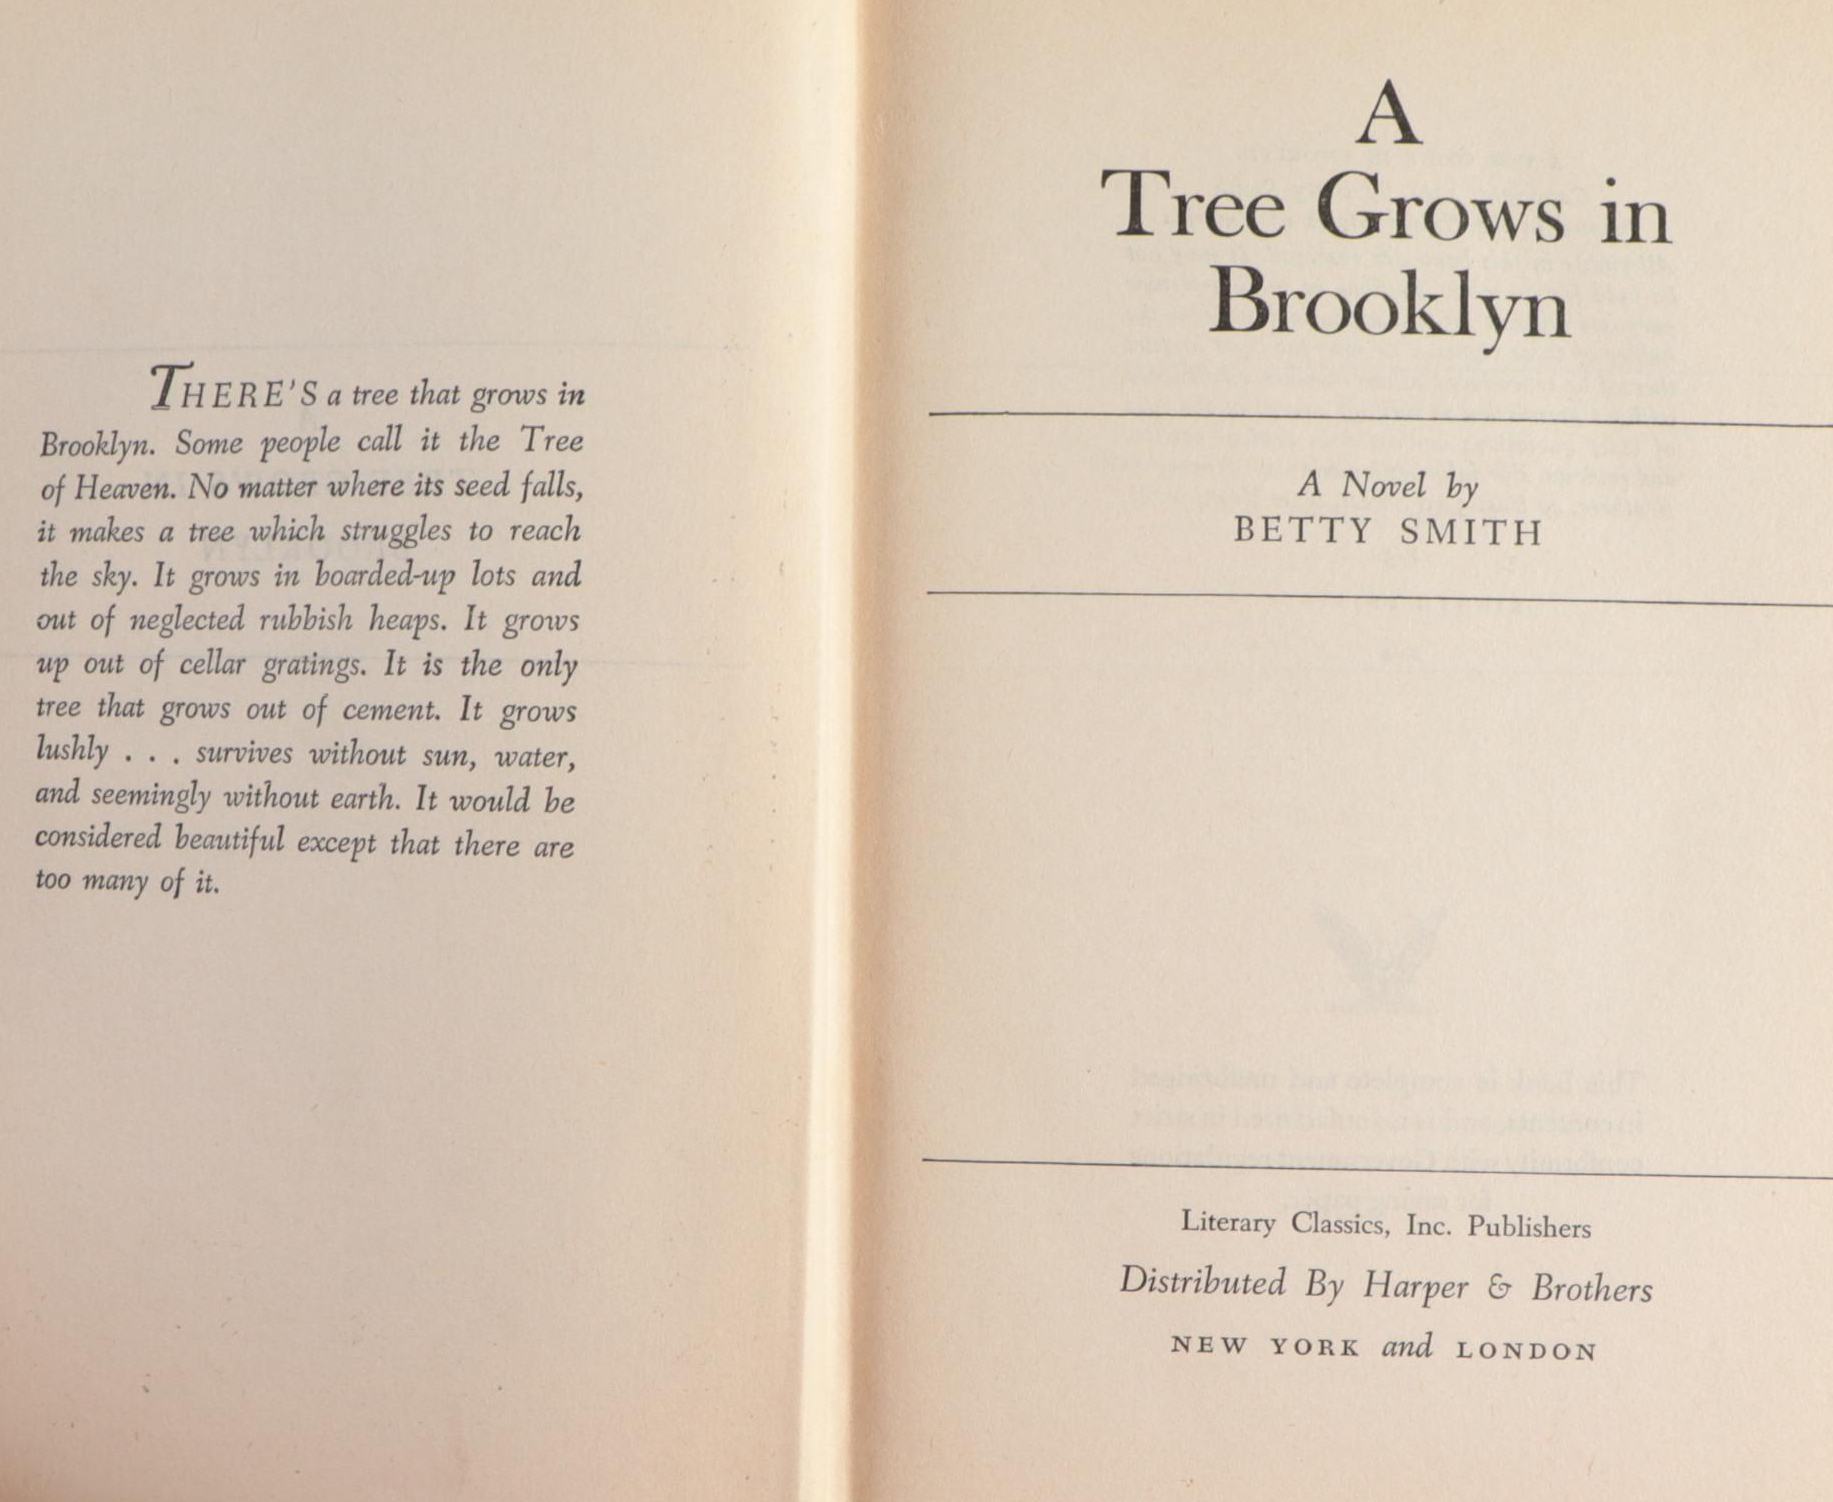 THERE'S a tree that grows in
Brooklyn. Some people call it the Tree
of Heaven. No matter where its seed falls,
it makes a tree which struggles to reach
the sky. It grows in boarded-up lots and
out of neglected rubbish heaps. It grows
up out of cellar gratings. It is the only
tree that grows out of cement. It grows
lushly . . . survives without sun, water,
and seemingly without earth. It would be
considered beautiful except that there are
too many of it.
A
Tree Grows in
Brooklyn
A Novel by
BETTY SMITH
Literary Classics, Inc. Publishers
Distributed By Harper & Brothers
NEW YORK and LONDON